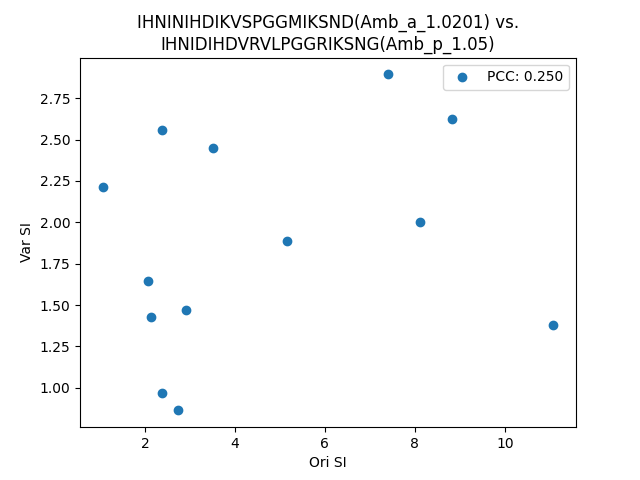 IHNINIHDIKVSPGGMIKSND(Amb_a_1.0201) vs.
IHNIDIHDVRVLPGGRIKSNG(Amb_p_1.05)
PCC: 0.250
Var SI
2.75
2.50
2.25
2.00
1.75
1.50
1.25
1.00
2 4 6 8 10
Ori SI